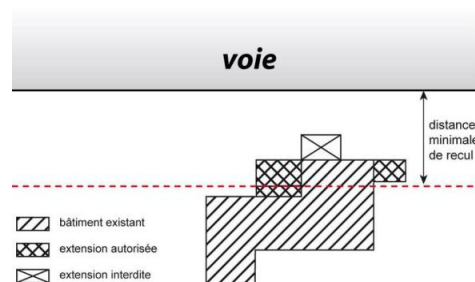 voie
distance
minimale
de recul
bâtiment existant
extension autorisée
extension interdite